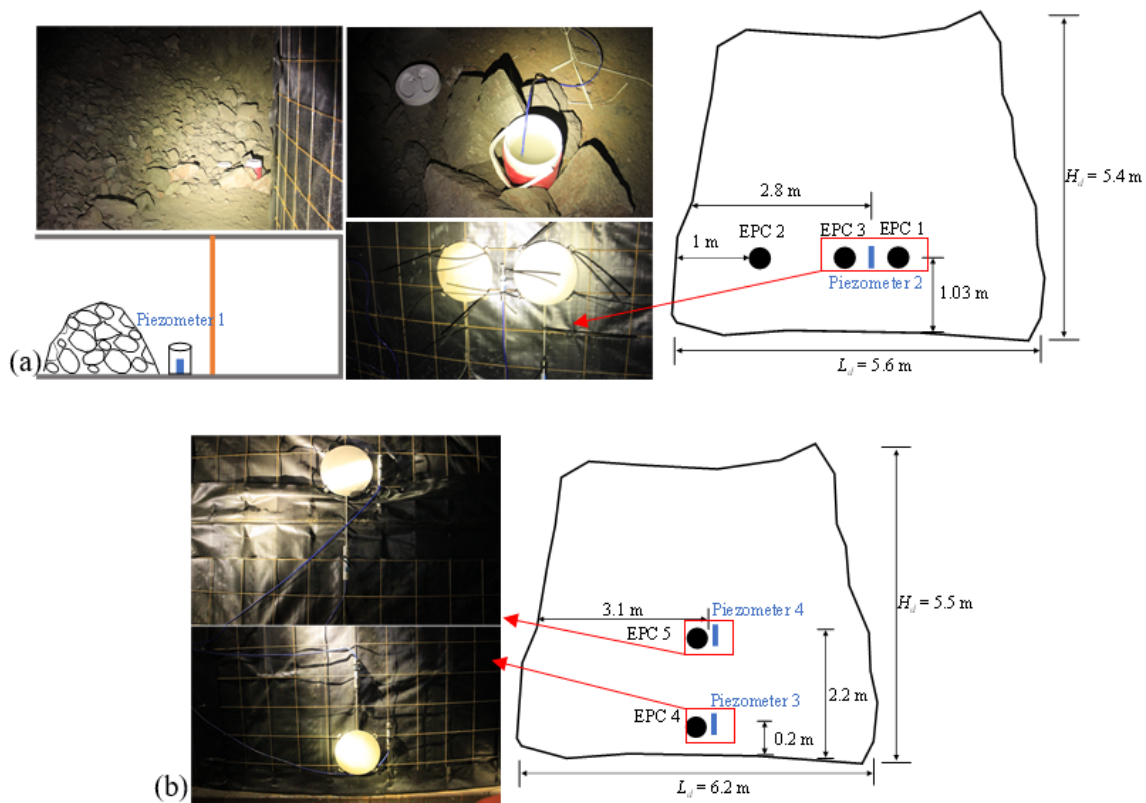 2.8 m
H_d = 5.4 m
EPC 2
EPC 3
EPC 1
1 m
Piezometer 2
1.03 m
Piezometer 1
(a)
L_d = 5.6 m
3.1 m
Piezometer 4
H_d = 5.5 m
EPC 5
Piezometer 3
2.2 m
EPC 4
0.2 m
(b)
L_d = 6.2 m